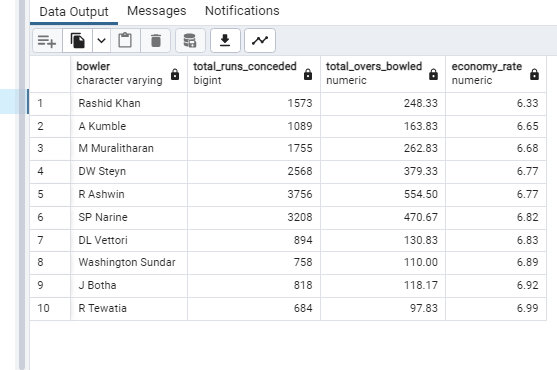 Data Output Messages Notifications
bowler total_runs_conceded total_overs_bowled economy_rate
character varying bigint numeric numeric
1 Rashid Khan 1573 248.33 6.33
2 A Kumble 1089 163.83 6.65
3 M Muralitharan 1755 262.83 6.68
4 DW Steyn 2568 379.33 6.77
5 R Ashwin 3756 554.50 6.77
6 SP Narine 3208 470.67 6.82
7 DL Vettori 894 130.83 6.83
8 Washington Sundar 758 110.00 6.89
9 J Botha 818 118.17 6.92
10 R Tewatia 684 97.83 6.99